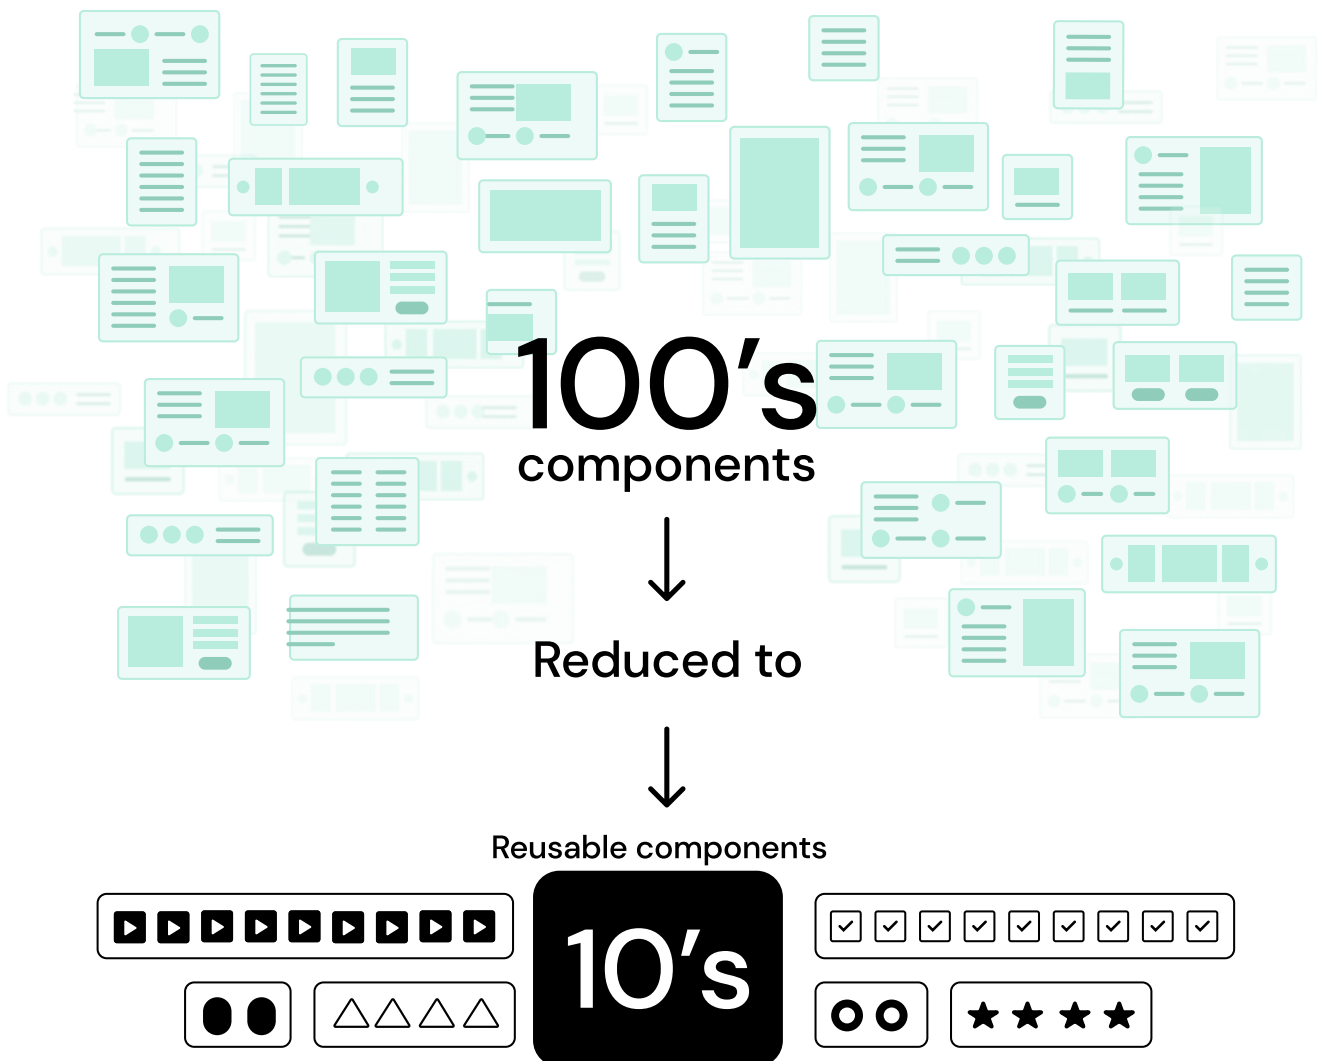 100’s
components
Reduced to
Reusable components
10’s